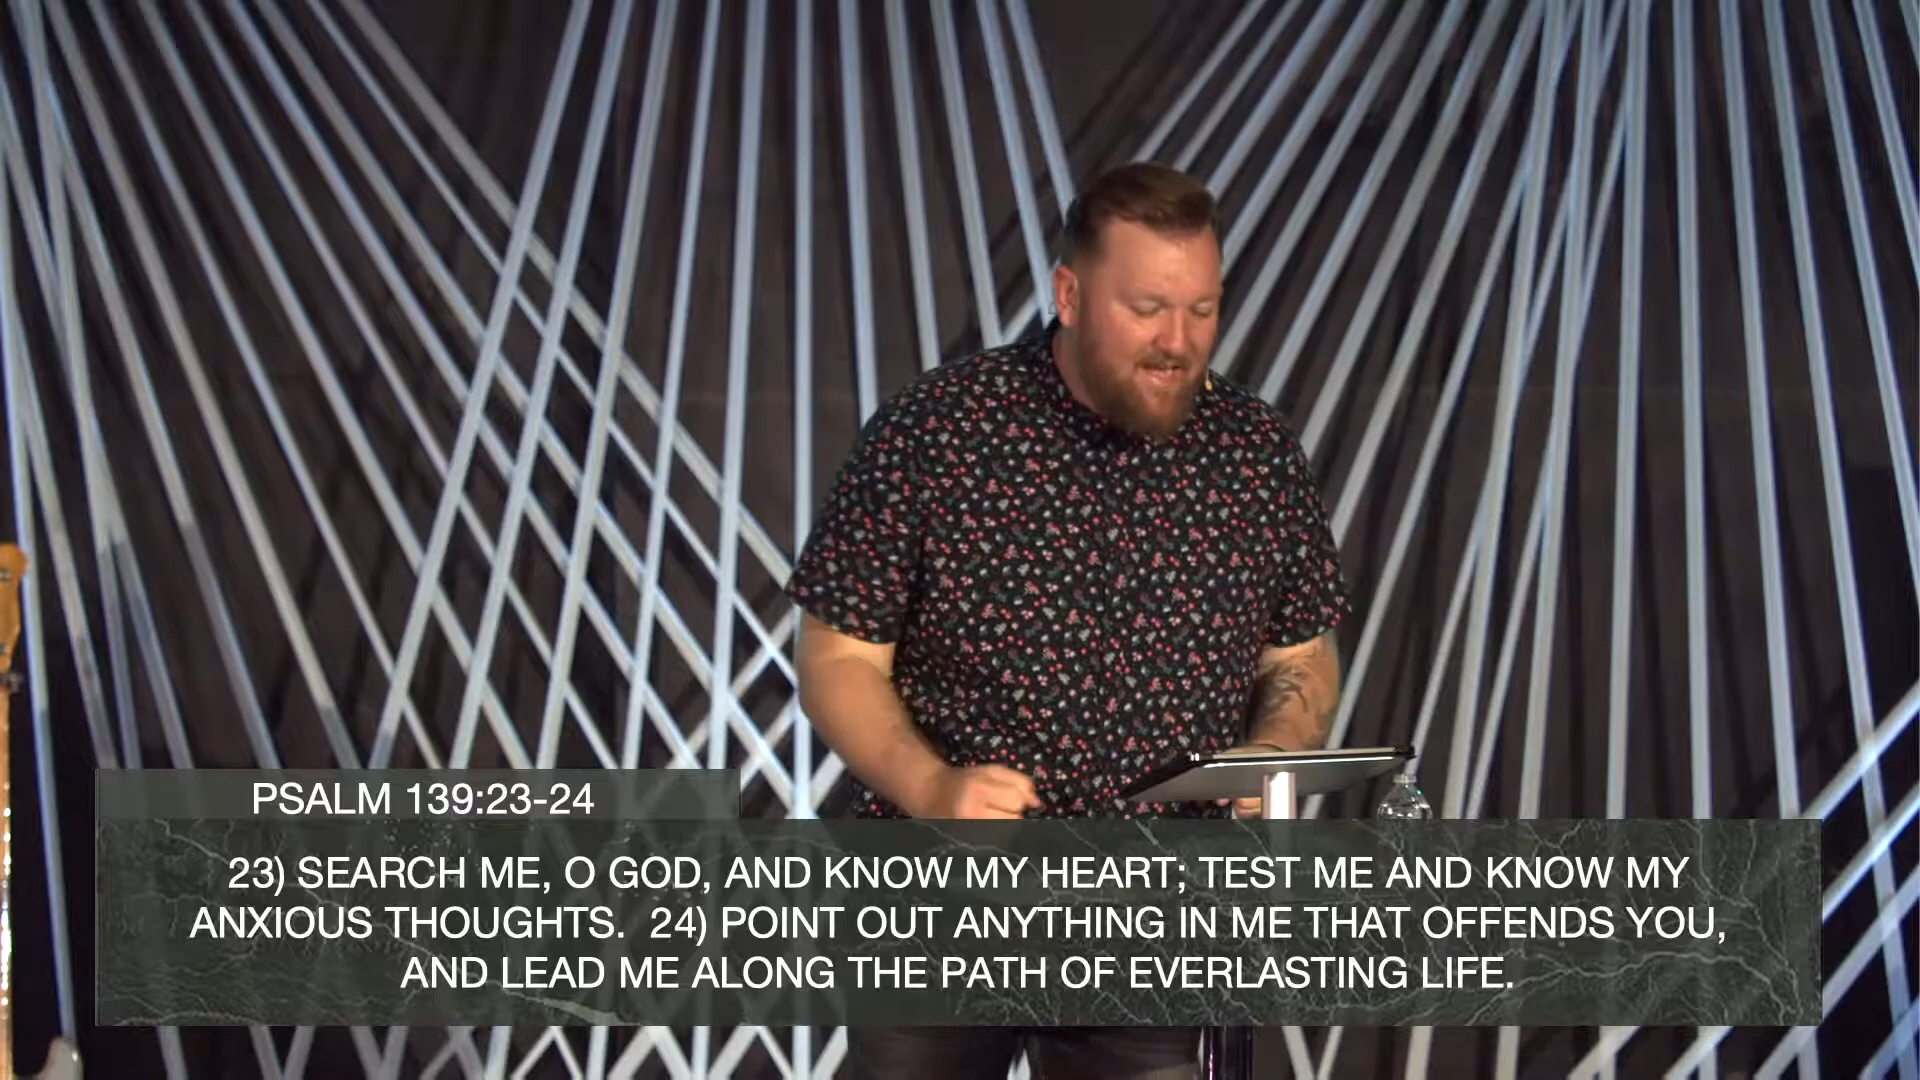 PSALM 139:23-24
23) SEARCH ME, O GOD, AND KNOW MY HEART; TEST ME AND KNOW MY
ANXIOUS THOUGHTS.  24) POINT OUT ANYTHING IN ME THAT OFFENDS YOU,
AND LEAD ME ALONG THE PATH OF EVERLASTING LIFE.